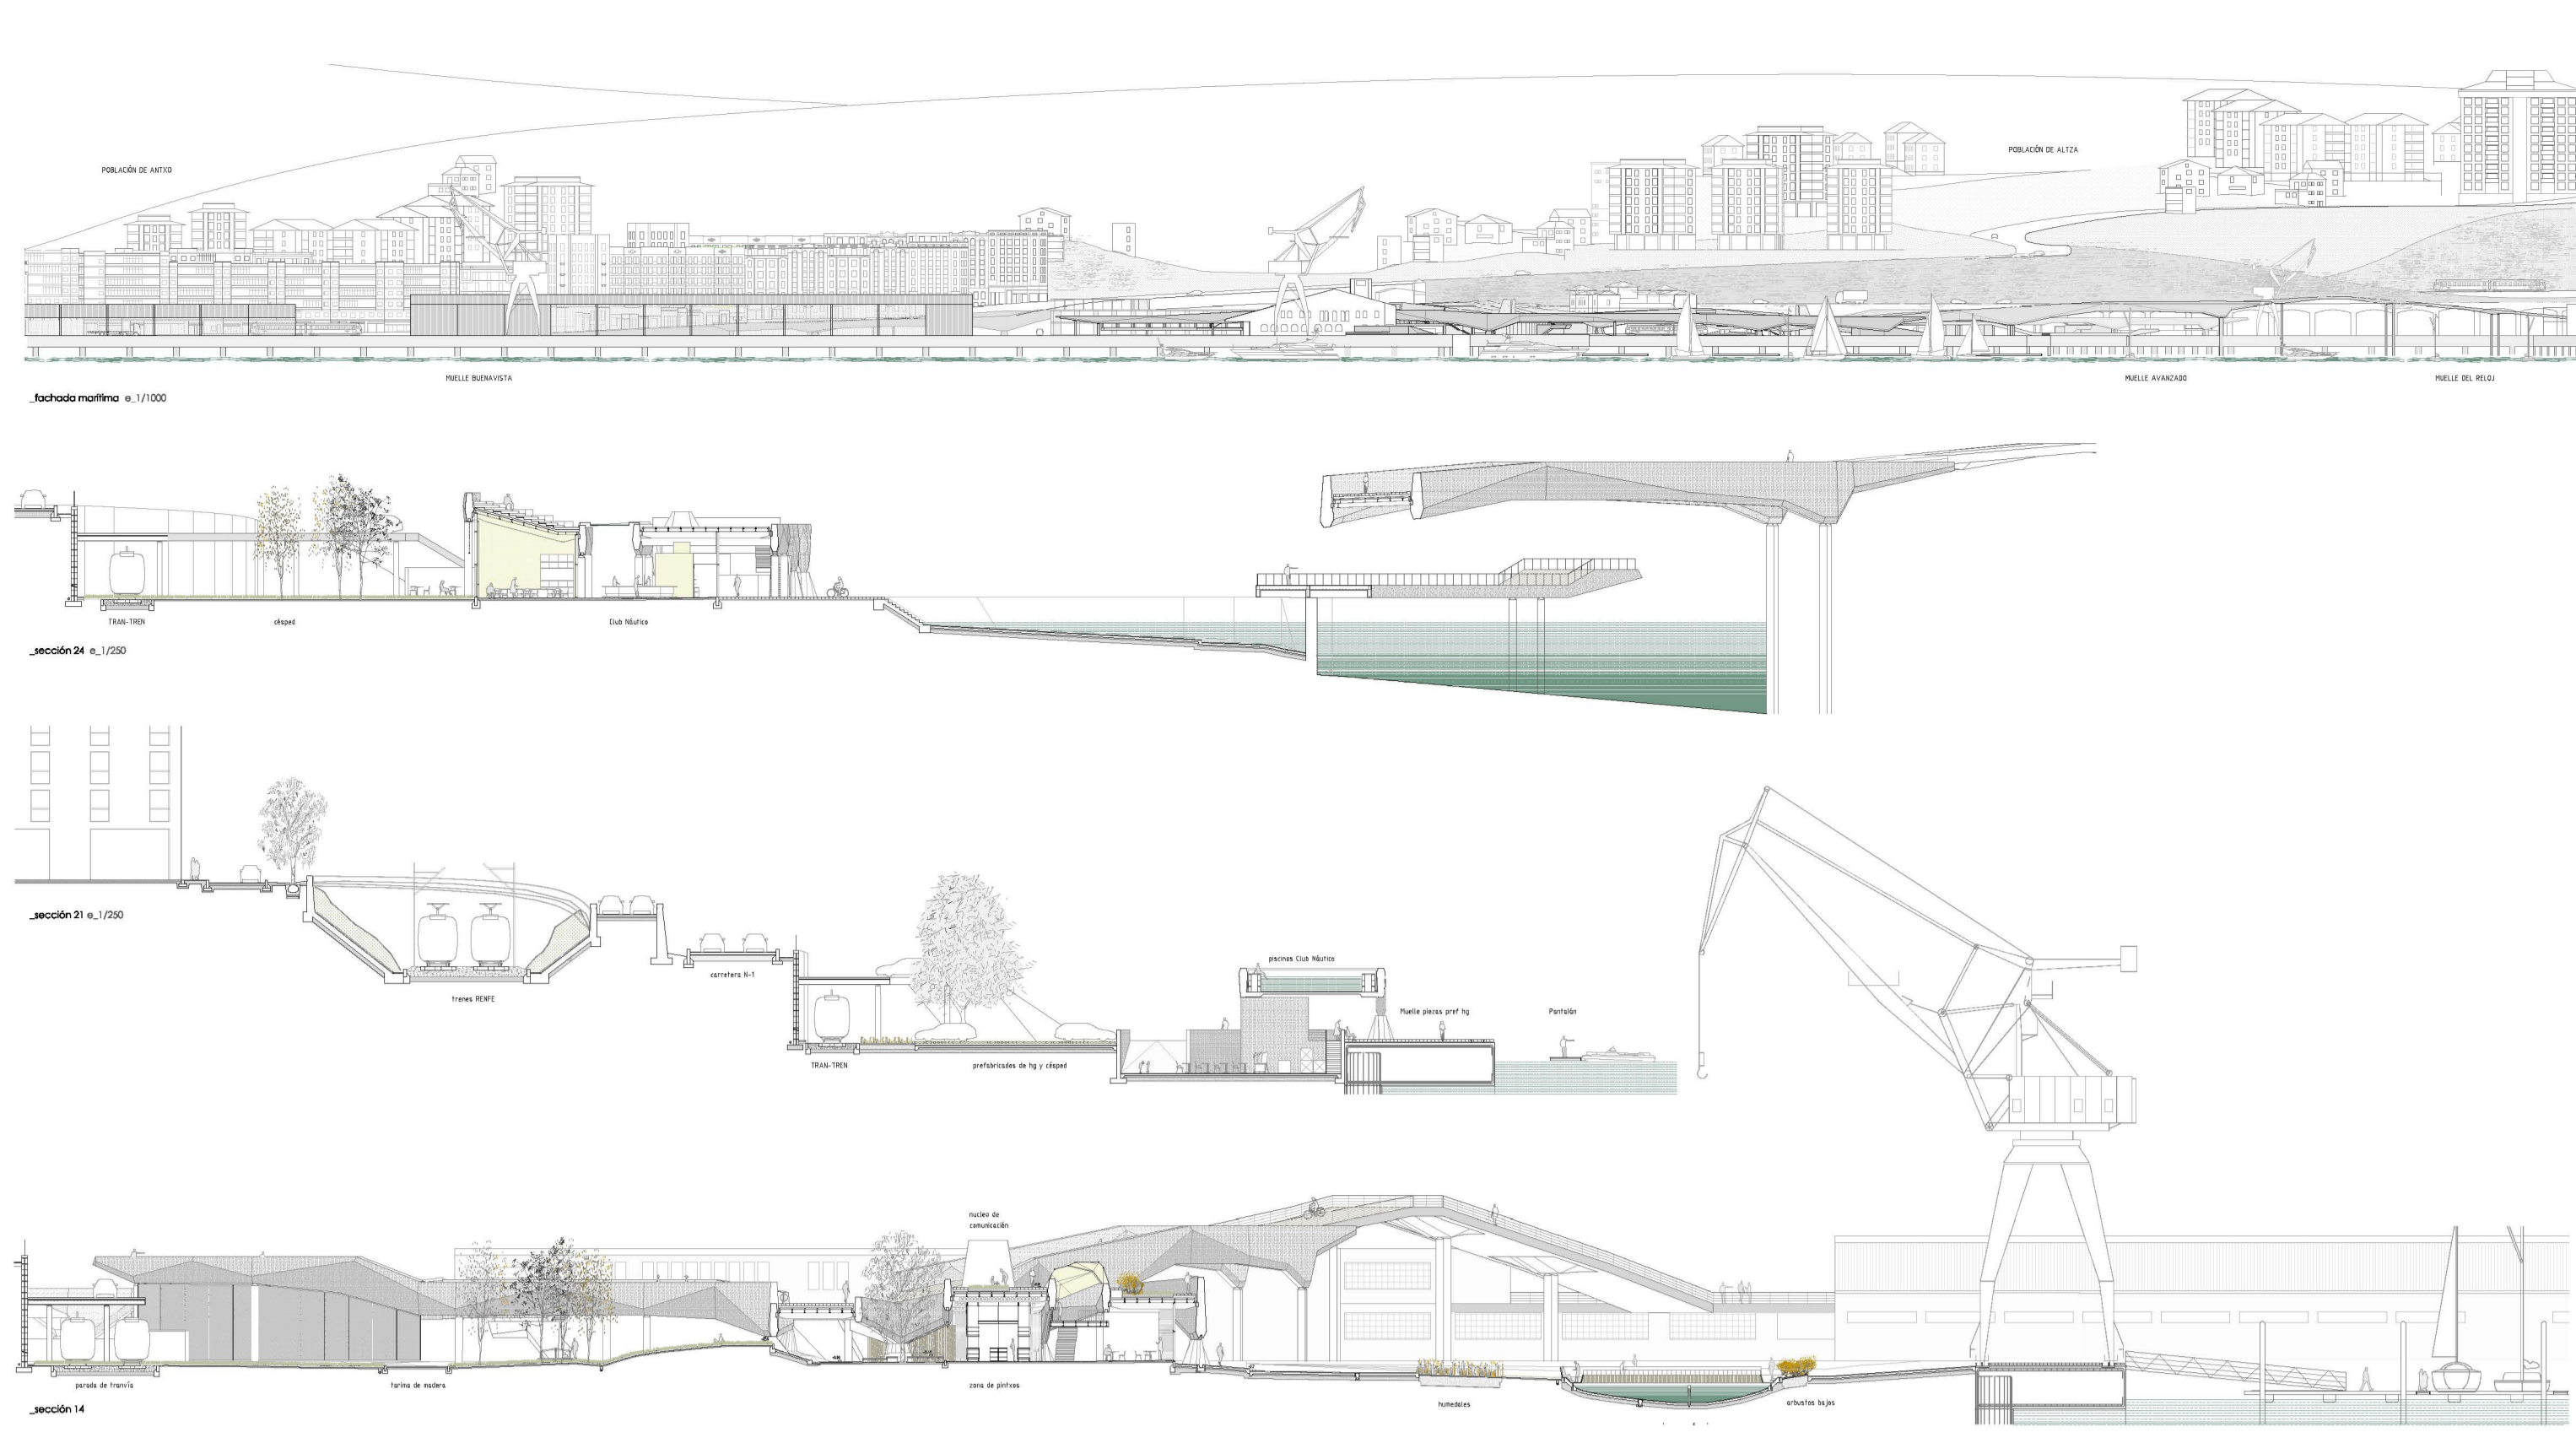 POBLACIÓN DE ANTXO
POBLACIÓN DE ALTZA
MUELLE BUENAVISTA
MUELLE AVANZADO
MUELLE DEL RELOJ
_fachada marítima e_1/1000
TRAN-TREN
césped
Club Náutico
_sección 24 e_1/250
_sección 21 e_1/250
trenes RENFE
carretera N-1
piscinas Club Náutico
Muelle piezas pref hg
Pantalán
TRAN-TREN
prefabricados de hg y césped
nucleo de
comunicación
parada de tranvía
tarima de madera
zona de pintxos
humedales
arbustos bajos
_sección 14